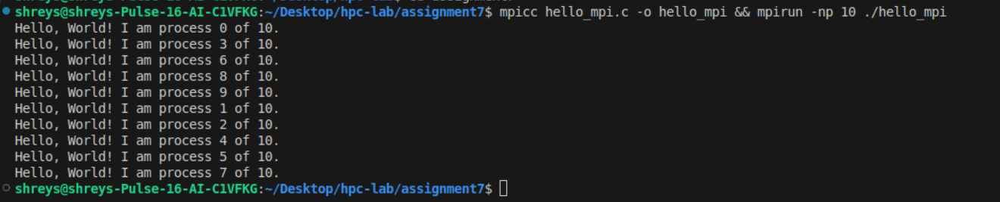 shreys@shreys-Pulse-16-AI-C1VFKG:~/Desktop/hpc-lab/assignment7$ mpicc hello_mpi.c -o hello_mpi && mpirun -np 10 ./hello_mpi
Hello, World! I am process 0 of 10.
Hello, World! I am process 3 of 10.
Hello, World! I am process 6 of 10.
Hello, World! I am process 8 of 10.
Hello, World! I am process 9 of 10.
Hello, World! I am process 1 of 10.
Hello, World! I am process 2 of 10.
Hello, World! I am process 4 of 10.
Hello, World! I am process 5 of 10.
Hello, World! I am process 7 of 10.
shreys@shreys-Pulse-16-AI-C1VFKG:~/Desktop/hpc-lab/assignment7$